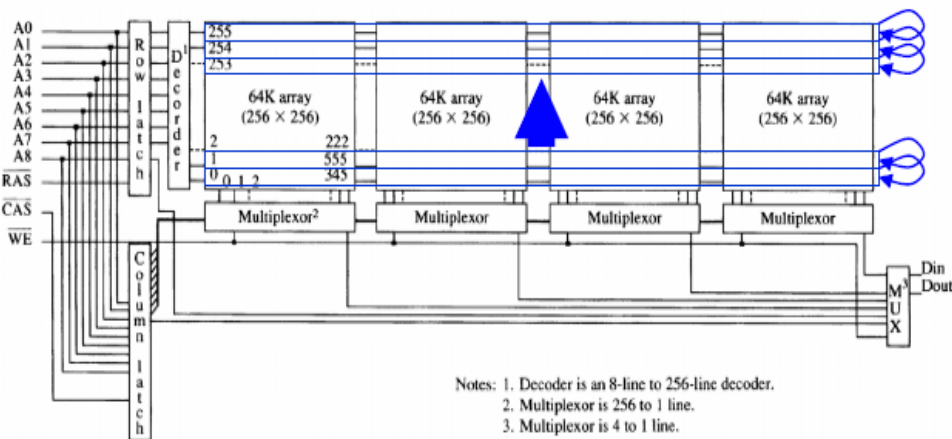 A0
A1
A2
A3
A4
A5
A6
A7
A8
RAS
CAS
WE
Row latch
D¹ecorder
255
254
253
2
1
0
0 1 2
222
555
345
64K array
(256 × 256)
64K array
(256 × 256)
64K array
(256 × 256)
64K array
(256 × 256)
Multiplexor²
Multiplexor
Multiplexor
Multiplexor
Column latch
M³UX
Din
Dout
Notes: 1. Decoder is an 8-line to 256-line decoder.
2. Multiplexor is 256 to 1 line.
3. Multiplexor is 4 to 1 line.